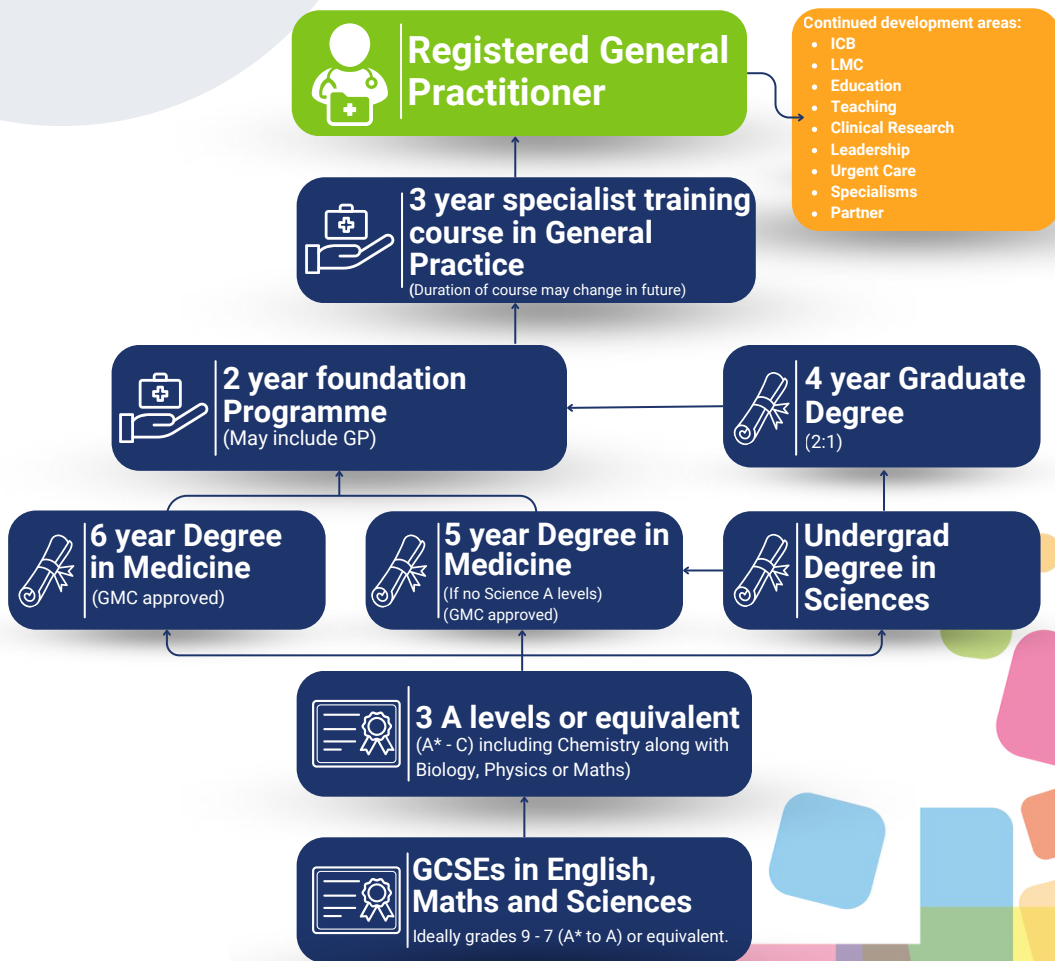 Registered General
Practitioner
Continued development areas:
• ICB
• LMC
• Education
• Teaching
• Clinical Research
• Leadership
• Urgent Care
• Specialisms
• Partner
3 year specialist training
course in General
Practice
(Duration of course may change in future)
2 year foundation
Programme
(May include GP)
4 year Graduate
Degree
(2:1)
6 year Degree
in Medicine
(GMC approved)
5 year Degree in
Medicine
(If no Science A levels)
(GMC approved)
Undergrad
Degree in
Sciences
3 A levels or equivalent
(A* - C) including Chemistry along with
Biology, Physics or Maths)
GCSEs in English,
Maths and Sciences
Ideally grades 9 - 7 (A* to A) or equivalent.